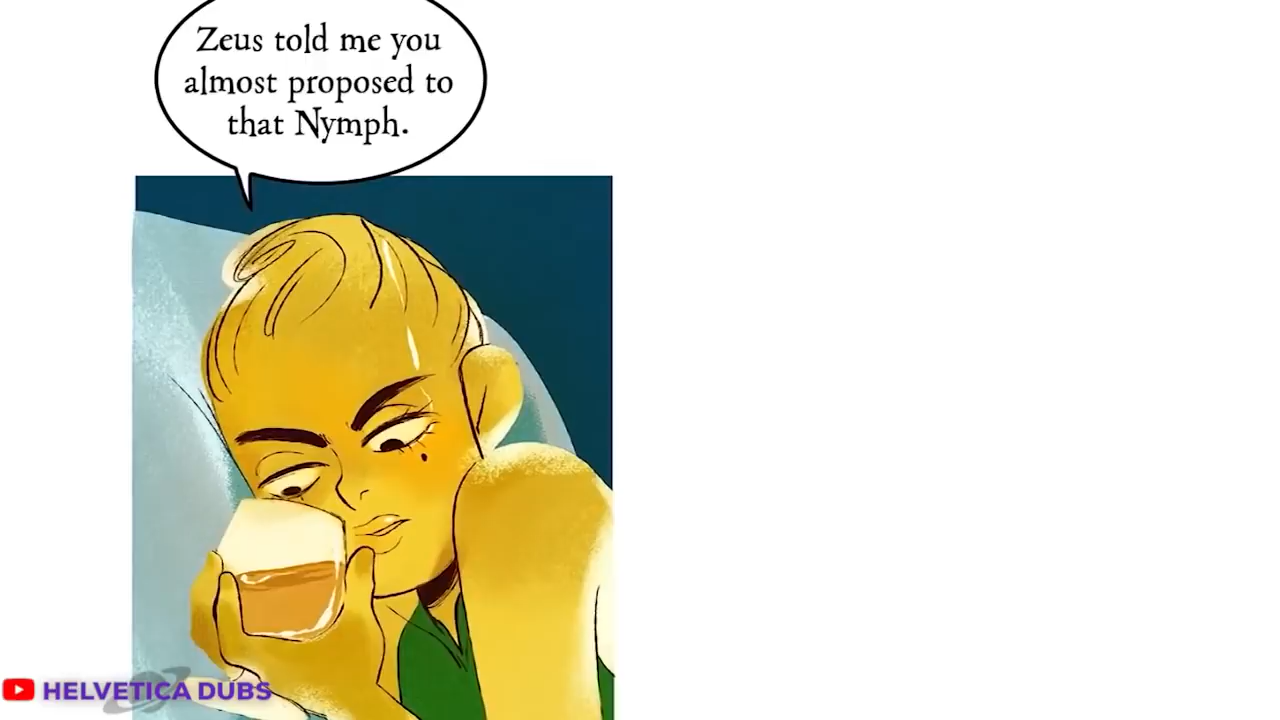 Zeus told me you
almost proposed to
that Nymph.
HELVETICA DUBS